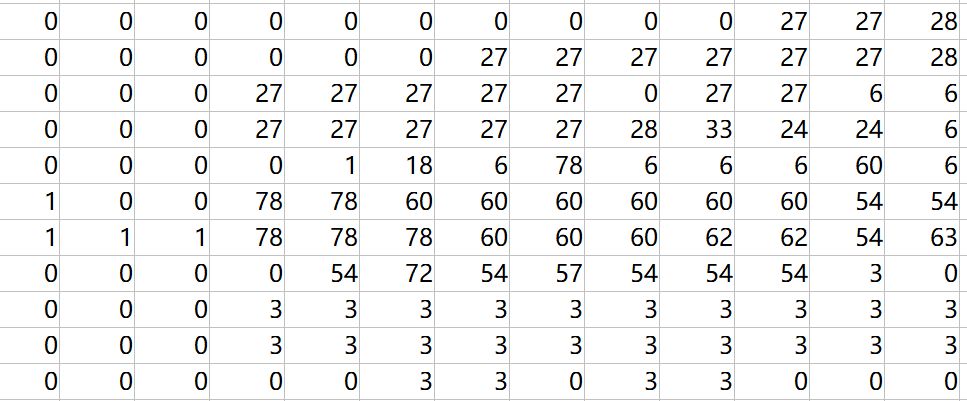 0 0 0 0 0 0 0 0 0 0 27 27 28
0 0 0 0 0 0 27 27 27 27 27 27 28
0 0 0 27 27 27 27 27 0 27 27 6 6
0 0 0 27 27 27 27 27 28 33 24 24 6
0 0 0 0 1 18 6 78 6 6 6 60 6
1 0 0 78 78 60 60 60 60 60 60 54 54
1 1 1 78 78 78 60 60 60 62 62 54 63
0 0 0 0 54 72 54 57 54 54 54 3 0
0 0 0 3 3 3 3 3 3 3 3 3 3
0 0 0 3 3 3 3 3 3 3 3 3 3
0 0 0 0 0 3 3 0 3 3 0 0 0